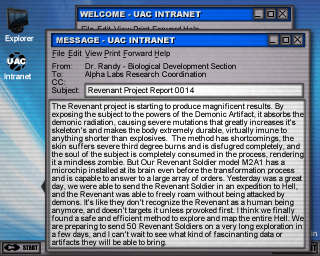 WELCOME - UAC INTRANET
File Edit View Print Forward Help
Explorer
MESSAGE - UAC INTRANET
File Edit View Print Forward Help
UAC
Intranet
From: Dr. Randy - Biological Development Section
To: Alpha Labs Research Coordination
CC:
Subject: Revenant Project Report 0014
The Revenant project is starting to produce magnificent results. By
exposing the subject to the powers of the Demonic Artifact, it absorbs the
demonic radiation, causing severe mutations that greatly increases it's
skeleton's and makes the body extremely durable, virtually imune to
anything shorter than explosives.  The method has shortcomings, the
skin suffers severe third degree burns and is disfugred completely, and
the soul of the subject is completely consumed in the process, rendering
it a mindless zombie. But Our Revenant Soldier model M2A1 has a
microchip installed at its brain even before the transformation process
and is capable to answer to a large array of orders. Yesterday was a great
day, we were able to send the Revenant Soldier in an expedition to Hell,
and the Revenant was able to freely roam without being attacked by
demons. It's like they don't recognize the Revenant as a human being
anymore, and doesn't targets it unless provoked first. I think we finally
found a safe and efficient method to explore and map the entire Hell. We
are preparing to send 50 Revenant Soldiers on a very long exploration in
a few days, and I can't wait to see what kind of fascinating data or
artifacts they will be able to bring.
START